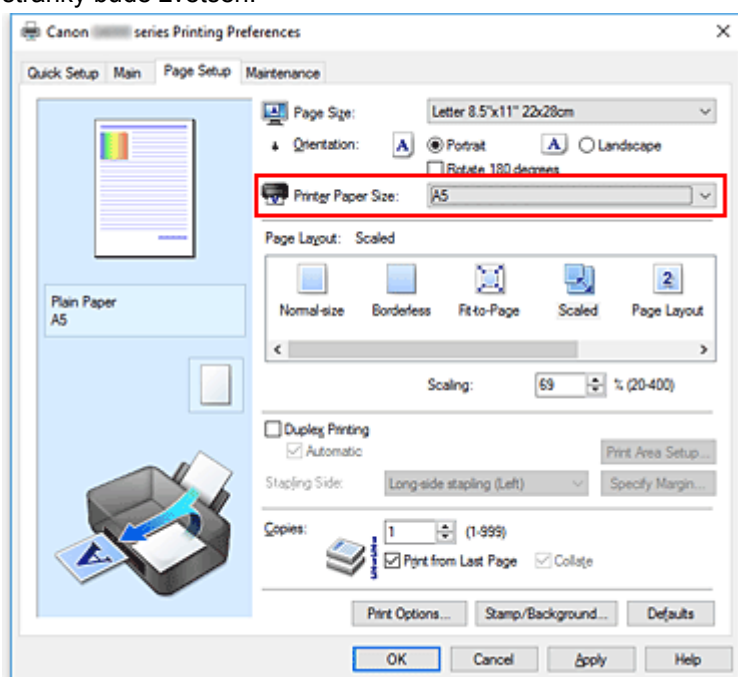 stránky bude zvětšen.
Canon series Printing Preferences
Quick Setup Main Page Setup Maintenance
Page Size: Letter 8.5"x11" 22x28cm
Orientation: A Portrait A Landscape
Rotate 180 degrees
Printer Paper Size: A5
Page Layout: Scaled
Normal-size Borderless Fit-to-Page Scaled 2 Page Layout
Plain Paper
A5
Scaling: 69 % (20-400)
Duplex Printing
Automatic Print Area Setup...
Stapling Side: Long-side stapling (Left) Specify Margin...
Copies: 1 (1-999)
Print from Last Page Collate
Print Options... Stamp/Background... Defaults
OK Cancel Apply Help